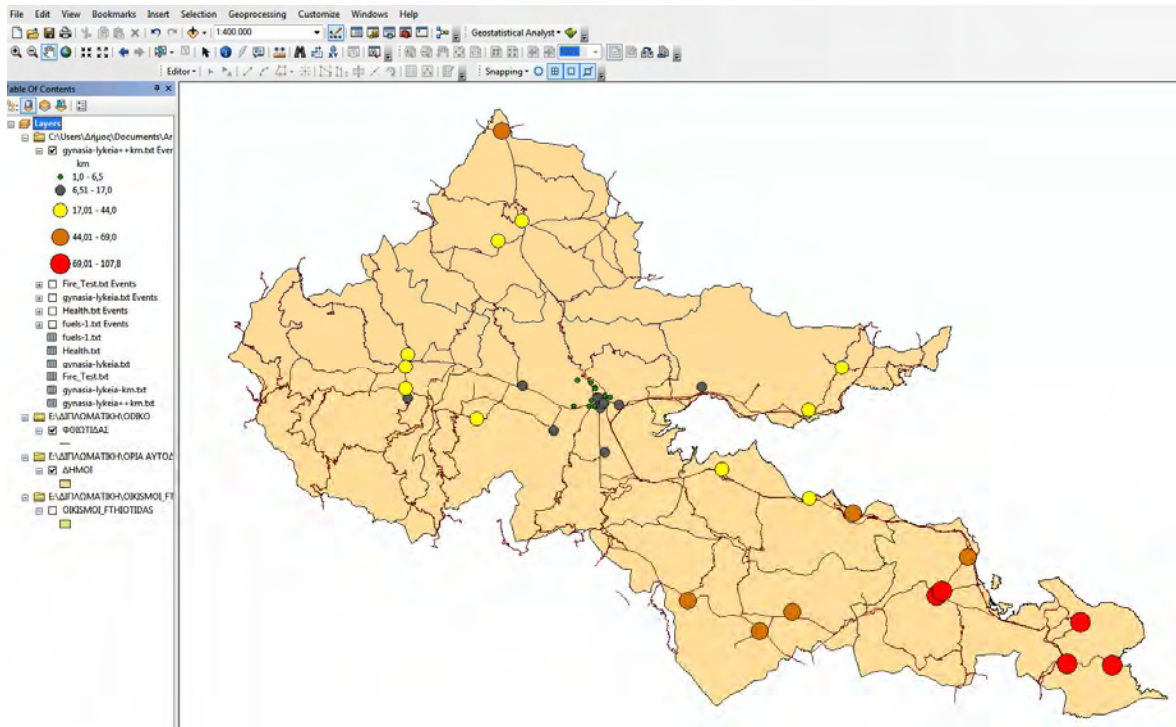 File Edit View Bookmarks Insert Selection Geoprocessing Customize Windows Help
1:400.000
Geostatistical Analyst
Editor
Snapping
able Of Contents
Layers
C:\Users\Δήμος\Documents\Ar
gynasia-lykeia++km.txt Ever
km
1,0 - 6,5
6,51 - 17,0
17,01 - 44,0
44,01 - 69,0
69,01 - 107,8
Fire_Test.txt Events
gynasia-lykeia.txt Events
Health.txt Events
fuels-1.txt Events
fuels-1.txt
Health.txt
gynasia-lykeia.txt
Fire_Test.txt
gynasia-lykeia-km.txt
gynasia-lykeia++km.txt
E:\ΔΙΠΛΩΜΑΤΙΚΗ\ODIKO
ΦΘΙΩΤΙΔΑΣ
E:\ΔΙΠΛΩΜΑΤΙΚΗ\ΟΡΙΑ ΑΥΤΟΔ
ΔΗΜΟΙ
E:\ΔΙΠΛΩΜΑΤΙΚΗ\OIKISMOI_FT
OIKISMOI_FTHIOTIDAS